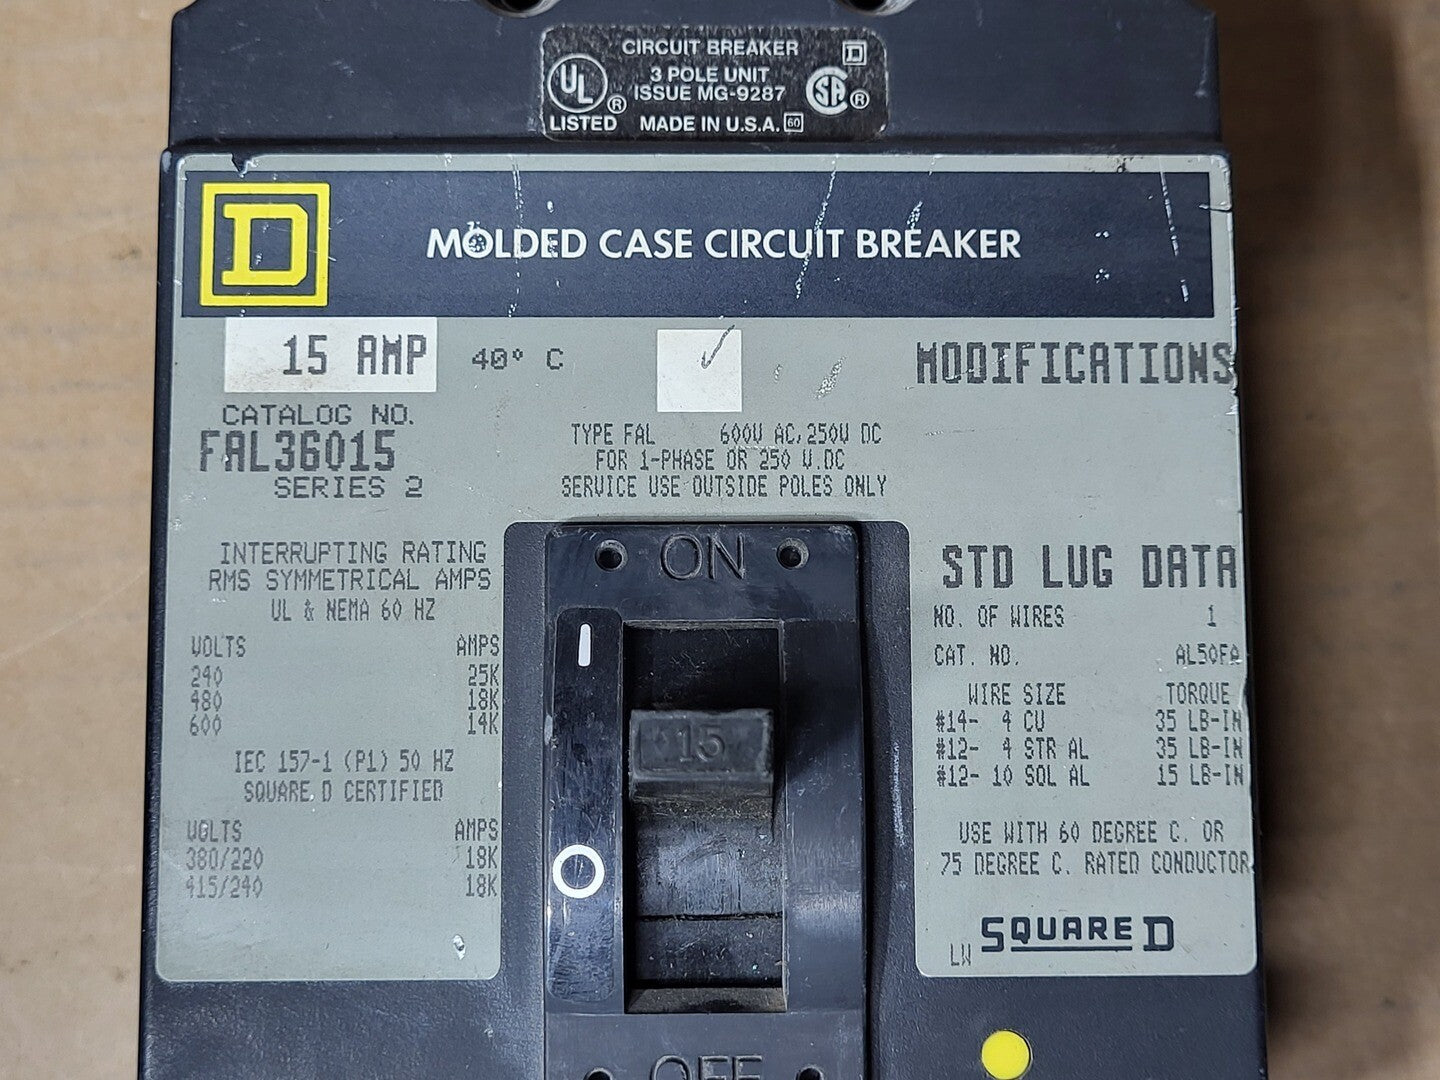 CIRCUIT BREAKER
3 POLE UNIT
ISSUE MG-9287
UL ® SA ®
LISTED MADE IN U.S.A. 60
D MOLDED CASE CIRCUIT BREAKER
15 AMP 40° C
CATALOG NO.
FAL36015
SERIES 2
TYPE FAL 600V AC, 250V DC
FOR 1-PHASE OR 250 V.DC
SERVICE USE OUTSIDE POLES ONLY
MODIFICATIONS
INTERRUPTING RATING
RMS SYMMETRICAL AMPS
UL & NEMA 60 HZ
VOLTS AMPS
240 25K
480 18K
600 14K
IEC 157-1 (P1) 50 HZ
SQUARE D CERTIFIED
VOLTS AMPS
380/220 18K
415/240 18K
ON
I
15
O
OFF
STD LUG DATA
NO. OF WIRES 1
CAT. NO. AL50FA
WIRE SIZE TORQUE
#14- 4 CU 35 LB-IN
#12- 4 STR AL 35 LB-IN
#12- 10 SOL AL 15 LB-IN
USE WITH 60 DEGREE C. OR
75 DEGREE C. RATED CONDUCTOR
LW SQUARE D